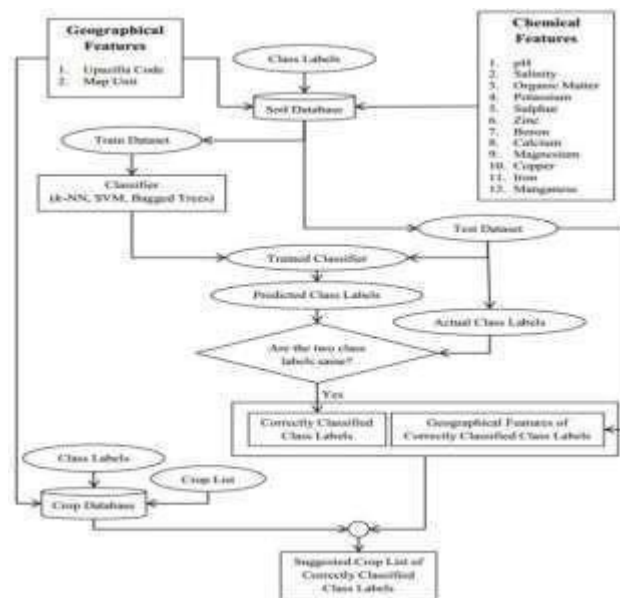 Geographical
Features
1. Upazilla Code
2. Map Unit
Class Labels
Soil Database
Chemical
Features
1. pH
2. Salinity
3. Organic Matter
4. Potassium
5. Sulphur
6. Zinc
7. Boron
8. Calcium
9. Magnesium
10. Copper
11. Iron
12. Manganese
Train Dataset
Classifier
(k-NN, SVM, Bagged Trees)
Test Dataset
Trained Classifier
Predicted Class Labels
Actual Class Labels
Are the two class
labels same?
Yes
Correctly Classified
Class Labels
Geographical Features of
Correctly Classified Class Labels
Class Labels
Crop List
Crop Database
Suggested Crop List of
Correctly Classified
Class Labels